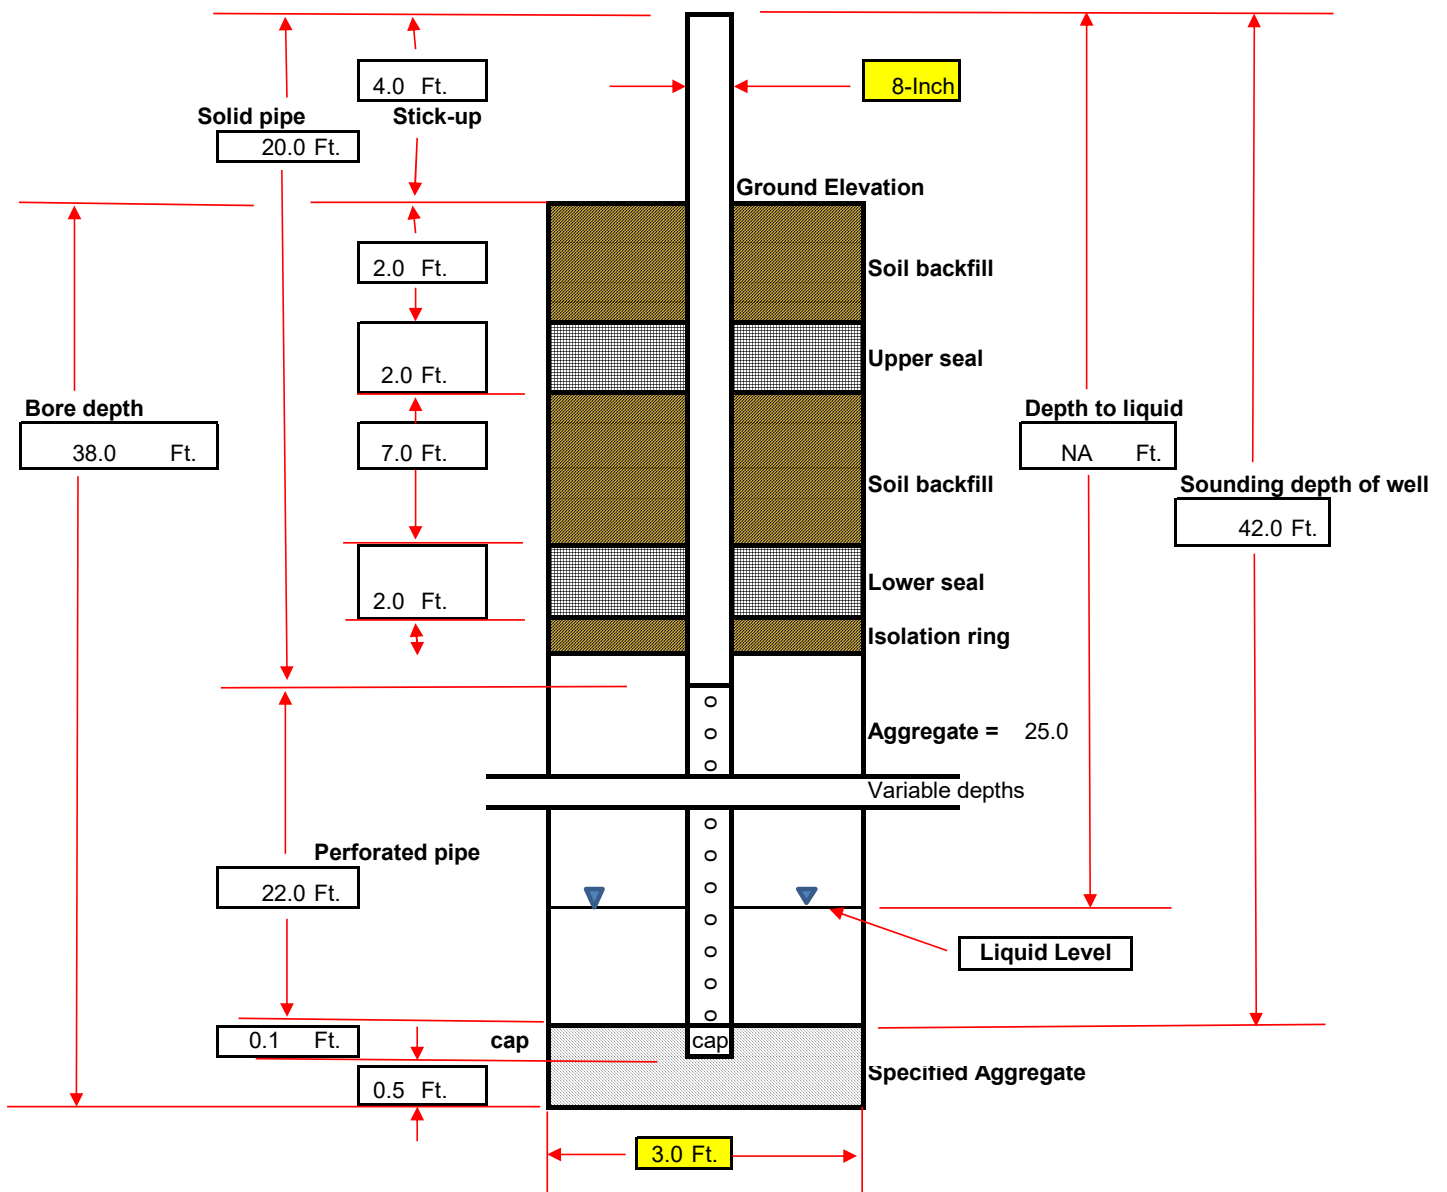 4.0 Ft.
8-Inch
Solid pipe
Stick-up
20.0 Ft.
Ground Elevation
2.0 Ft.
Soil backfill
Upper seal
2.0 Ft.
Bore depth
Depth to liquid
38.0 Ft.
7.0 Ft.
NA Ft.
Soil backfill
Sounding depth of well
42.0 Ft.
Lower seal
2.0 Ft.
Isolation ring
o
o
Aggregate = 25.0
o
Variable depths
o
Perforated pipe
o
22.0 Ft.
o
o
Liquid Level
o
o
o
0.1 Ft.
cap
cap
Specified Aggregate
0.5 Ft.
3.0 Ft.